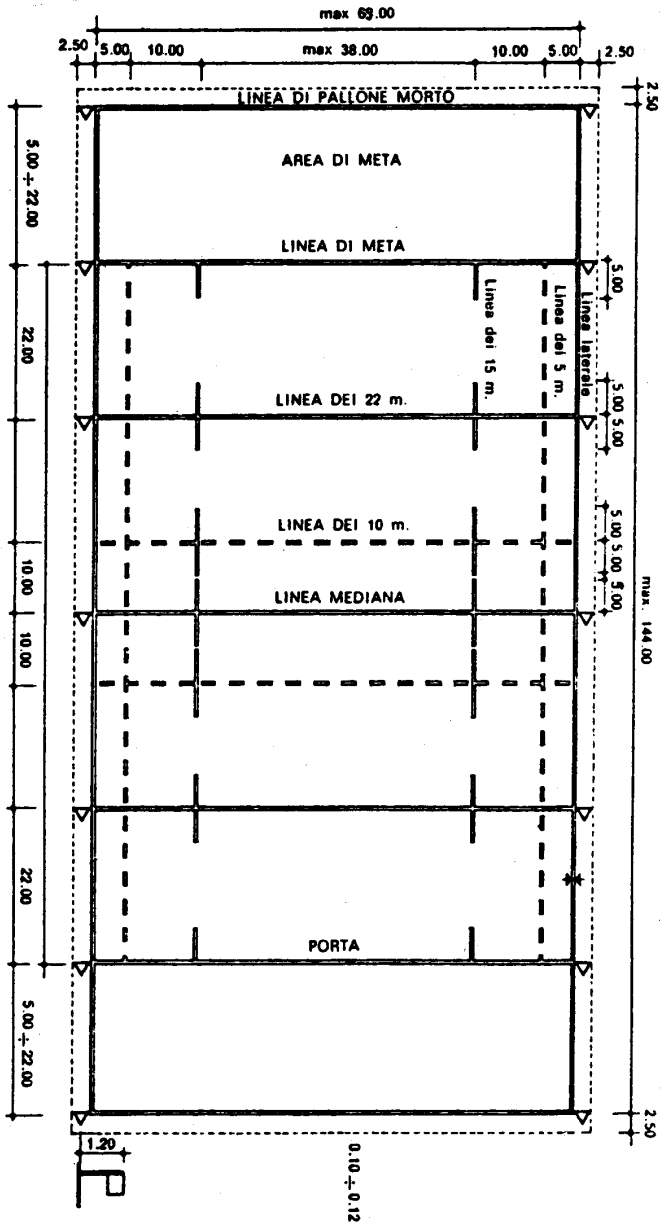 max 69.00
2.50 5.00 10.00 max 38.00 10.00 5.00 2.50
2.50
LINEA DI PALLONE MORTO
AREA DI META
5.00 ÷ 22.00
LINEA DI META
5.00
Linea laterale
Linea dei 5 m.
Linea dei 15 m.
22.00
LINEA DEI 22 m.
5.00 5.00
LINEA DEI 10 m.
5.00 5.00 5.00
10.00
LINEA MEDIANA
max. 144.00
10.00
22.00
PORTA
5.00 ÷ 22.00
2.50
1.20
0.10 ÷ 0.12